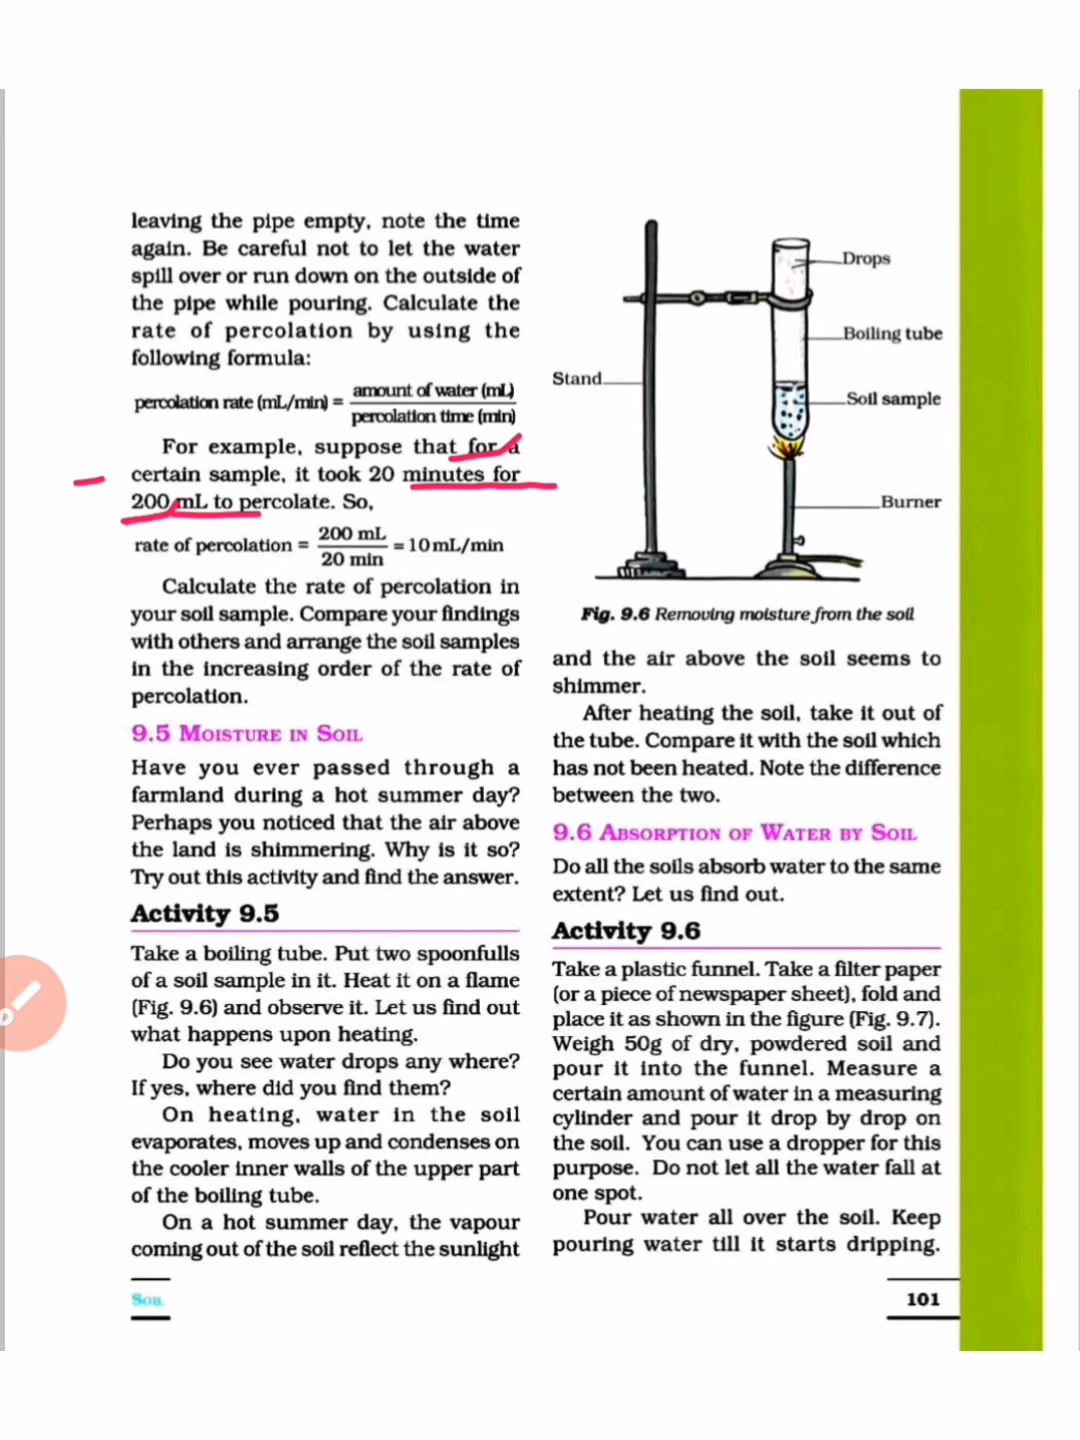 leaving the pipe empty, note the time
again. Be careful not to let the water
spill over or run down on the outside of
the pipe while pouring. Calculate the
rate of percolation by using the
following formula:
percolation rate (mL/min) = amount of water (mL) / percolation time (min)
For example, suppose that for a
certain sample, it took 20 minutes for
200 mL to percolate. So,
rate of percolation = 200 mL / 20 min = 10 mL/min
Calculate the rate of percolation in
your soil sample. Compare your findings
with others and arrange the soil samples
in the increasing order of the rate of
percolation.
9.5 MOISTURE IN SOIL
Have you ever passed through a
farmland during a hot summer day?
Perhaps you noticed that the air above
the land is shimmering. Why is it so?
Try out this activity and find the answer.
Activity 9.5
Take a boiling tube. Put two spoonfulls
of a soil sample in it. Heat it on a flame
(Fig. 9.6) and observe it. Let us find out
what happens upon heating.
Do you see water drops any where?
If yes, where did you find them?
On heating, water in the soil
evaporates, moves up and condenses on
the cooler inner walls of the upper part
of the boiling tube.
On a hot summer day, the vapour
coming out of the soil reflect the sunlight
Drops
Boiling tube
Stand
Soil sample
Burner
Fig. 9.6 Removing moisture from the soil
and the air above the soil seems to
shimmer.
After heating the soil, take it out of
the tube. Compare it with the soil which
has not been heated. Note the difference
between the two.
9.6 ABSORPTION OF WATER BY SOIL
Do all the soils absorb water to the same
extent? Let us find out.
Activity 9.6
Take a plastic funnel. Take a filter paper
(or a piece of newspaper sheet), fold and
place it as shown in the figure (Fig. 9.7).
Weigh 50g of dry, powdered soil and
pour it into the funnel. Measure a
certain amount of water in a measuring
cylinder and pour it drop by drop on
the soil. You can use a dropper for this
purpose. Do not let all the water fall at
one spot.
Pour water all over the soil. Keep
pouring water till it starts dripping.
SOIL
101